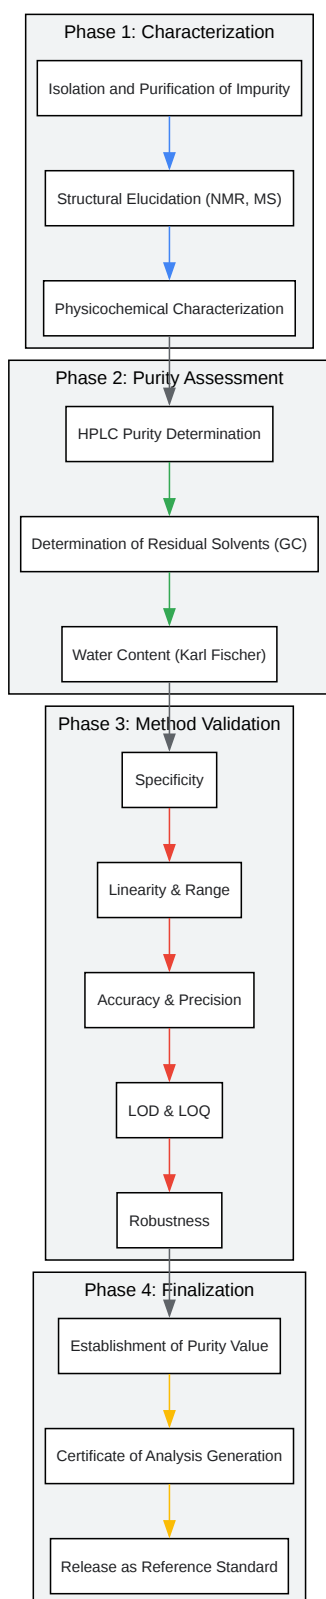 Phase 1: Characterization
Isolation and Purification of Impurity
Structural Elucidation (NMR, MS)
Physicochemical Characterization
Phase 2: Purity Assessment
HPLC Purity Determination
Determination of Residual Solvents (GC)
Water Content (Karl Fischer)
Phase 3: Method Validation
Specificity
Linearity & Range
Accuracy & Precision
LOD & LOQ
Robustness
Phase 4: Finalization
Establishment of Purity Value
Certificate of Analysis Generation
Release as Reference Standard